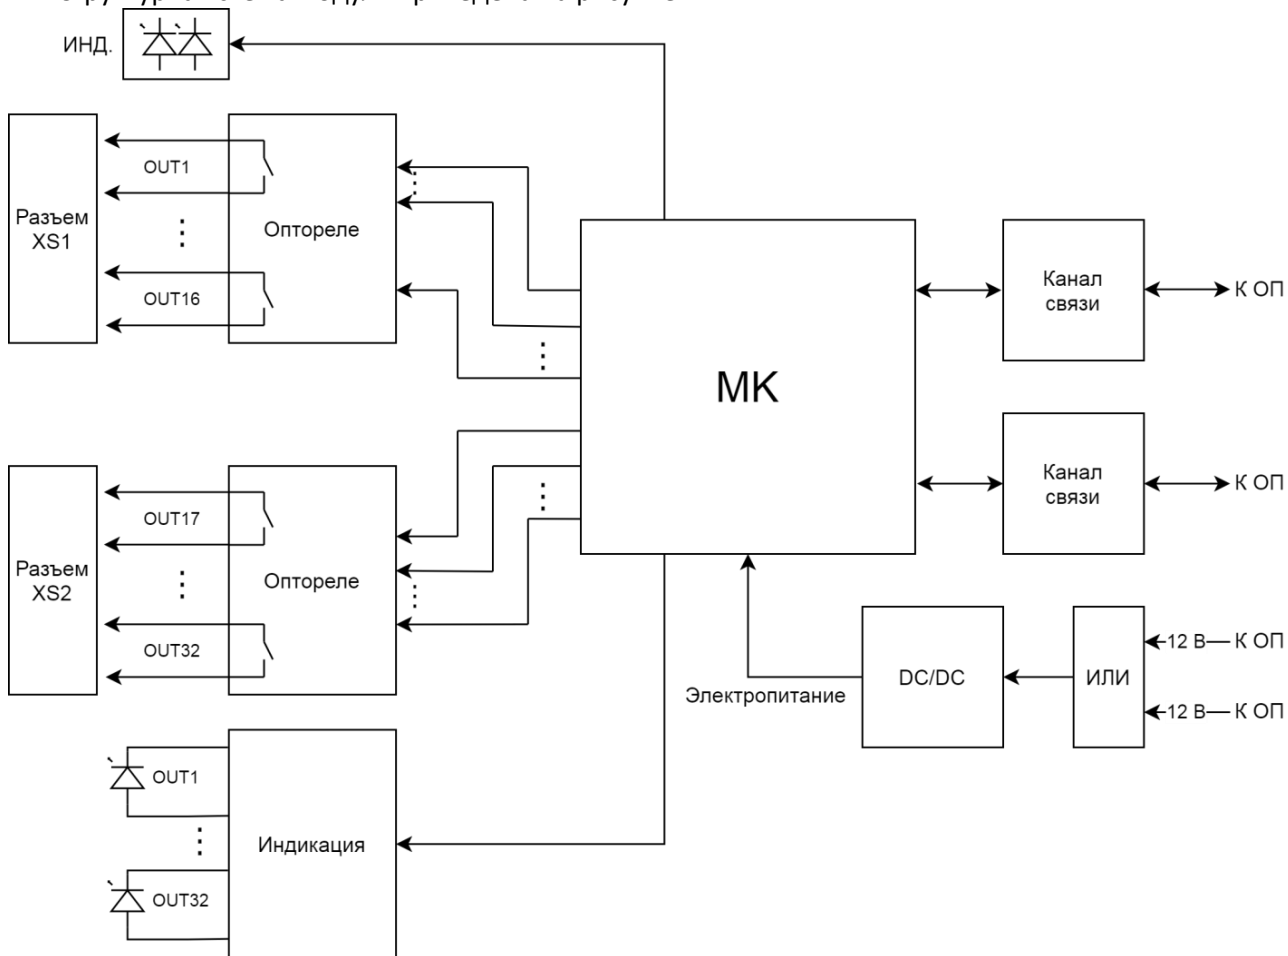 ИНД.
Разъем
XS1
OUT1
OUT16
Оптореле
МК
Канал
связи
К ОП
Канал
связи
К ОП
Разъем
XS2
OUT17
OUT32
Оптореле
Электропитание
DC/DC
ИЛИ
12 В
К ОП
12 В
К ОП
OUT1
OUT32
Индикация